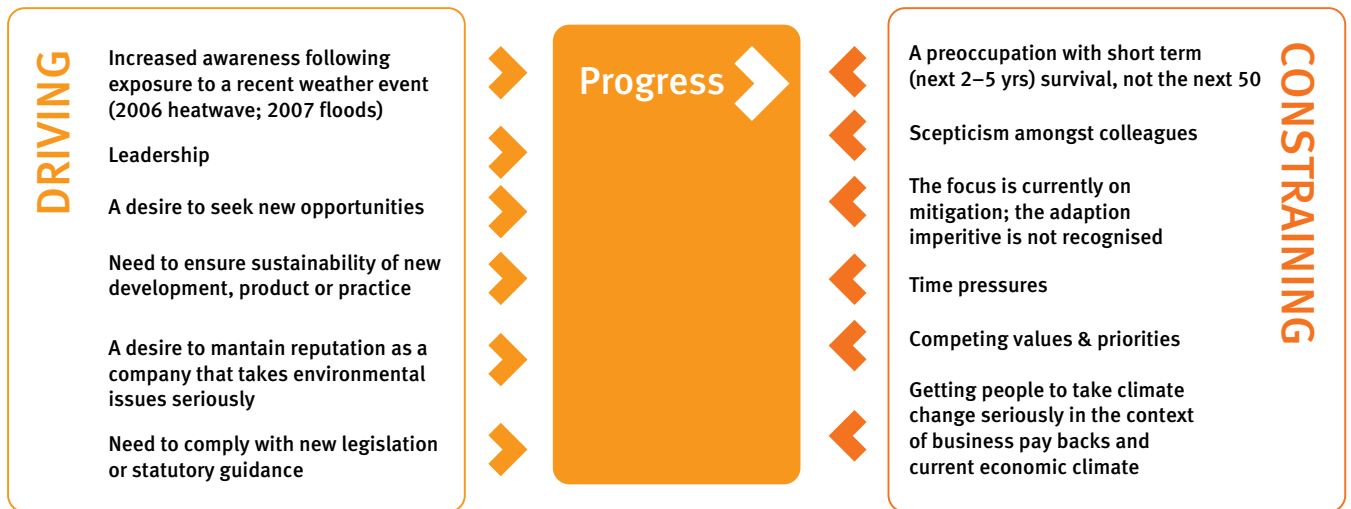 DRIVING
Increased awareness following
exposure to a recent weather event
(2006 heatwave; 2007 floods)
Leadership
A desire to seek new opportunities
Need to ensure sustainability of new
development, product or practice
A desire to mantain reputation as a
company that takes environmental
issues seriously
Need to comply with new legislation
or statutory guidance
Progress
A preoccupation with short term
(next 2–5 yrs) survival, not the next 50
Scepticism amongst colleagues
The focus is currently on
mitigation; the adaption
imperitive is not recognised
Time pressures
Competing values & priorities
Getting people to take climate
change seriously in the context
of business pay backs and
current economic climate
CONSTRAINING